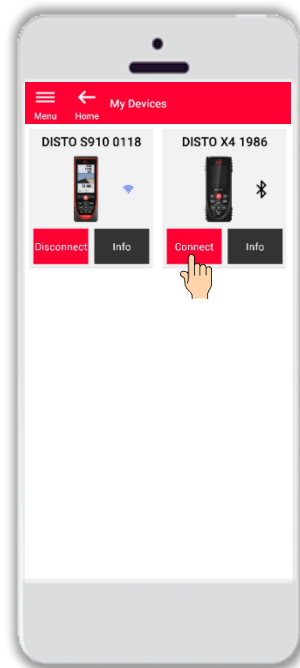 Menu
Home
My Devices
DISTO S910 0118
DISTO X4 1986
Disconnect
Info
Connect
Info